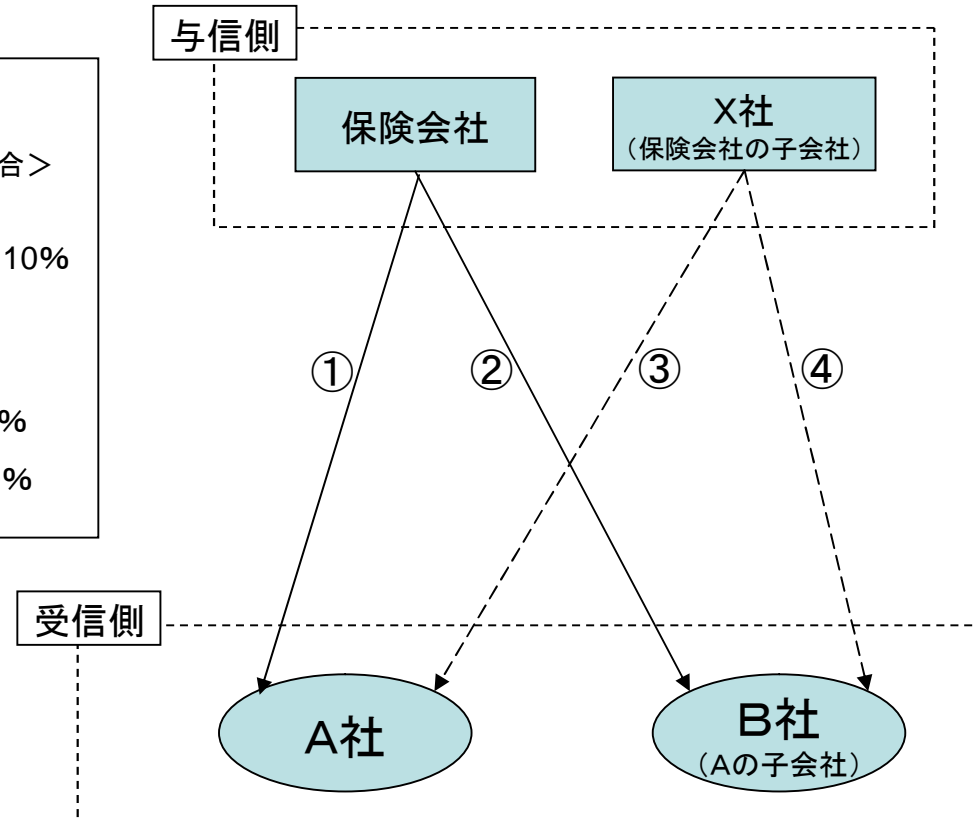 与信側
保険会社
X社
（保険会社の子会社）
合＞
10%
%
%
①
②
③
④
受信側
A社
B社
（Aの子会社）